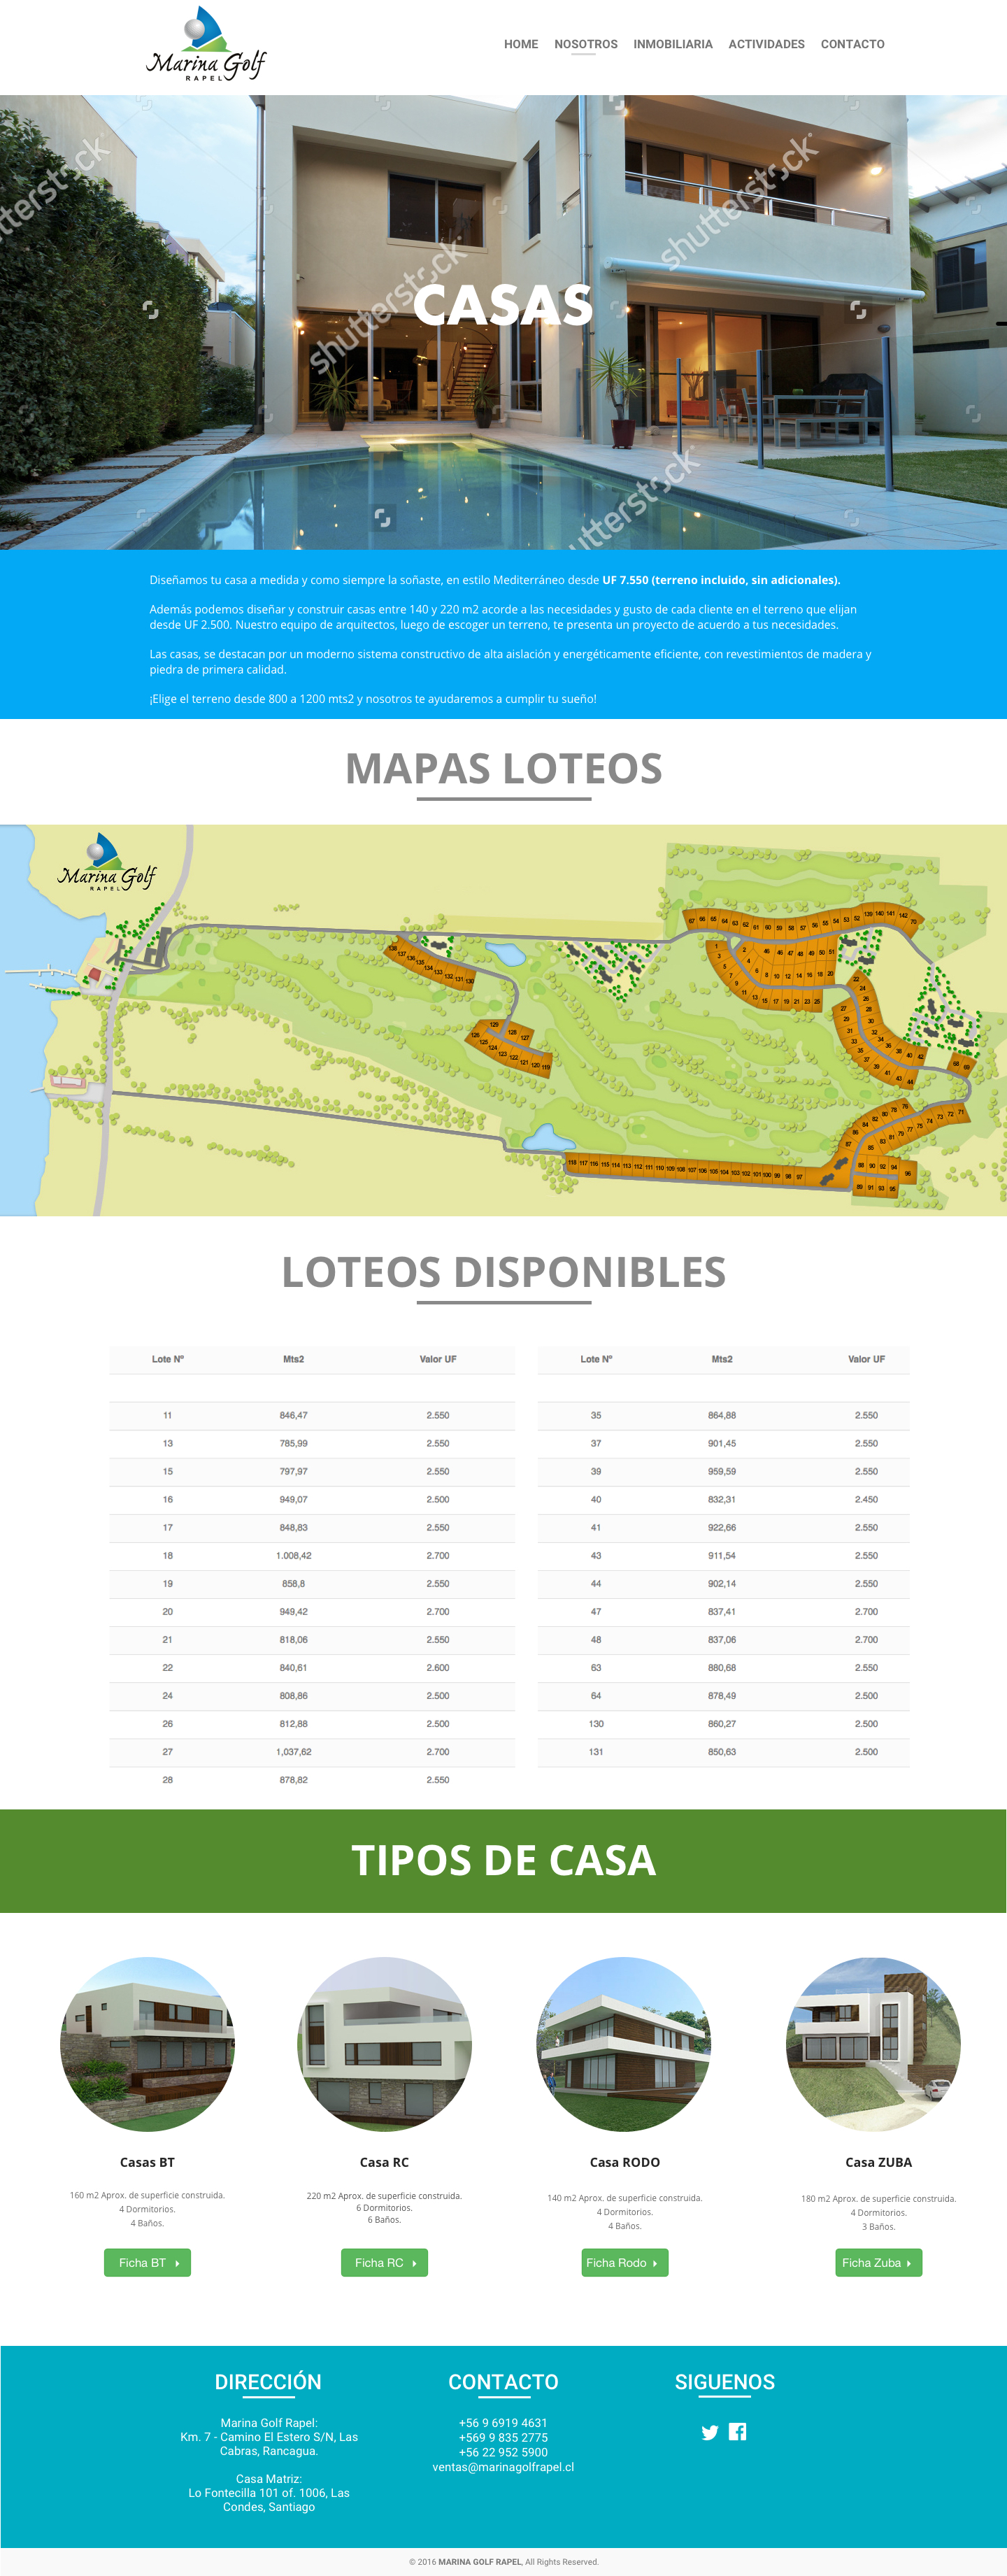 Marina Golf
RAPEL
HOME NOSOTROS INMOBILIARIA ACTIVIDADES CONTACTO
shutterstock
shutterstock
shutterstock
shutterstock
CASAS
Diseñamos tu casa a medida y como siempre la soñaste, en estilo Mediterráneo desde UF 7.550 (terreno incluido, sin adicionales).
Además podemos diseñar y construir casas entre 140 y 220 m2 acorde a las necesidades y gusto de cada cliente en el terreno que elijan
desde UF 2.500. Nuestro equipo de arquitectos, luego de escoger un terreno, te presenta un proyecto de acuerdo a tus necesidades.
Las casas, se destacan por un moderno sistema constructivo de alta aislación y energéticamente eficiente, con revestimientos de madera y
piedra de primera calidad.
¡Elige el terreno desde 800 a 1200 mts2 y nosotros te ayudaremos a cumplir tu sueño!
MAPAS LOTEOS
Marina Golf
RAPEL
LOTEOS DISPONIBLES
Lote Nº Mts2 Valor UF
11 846,47 2.550
13 785,99 2.550
15 797,97 2.550
16 949,07 2.500
17 848,83 2.550
18 1.008,42 2.700
19 858,8 2.550
20 949,42 2.700
21 818,06 2.550
22 840,61 2.600
24 808,86 2.500
26 812,88 2.500
27 1,037,62 2.700
28 878,82 2.550
Lote Nº Mts2 Valor UF
35 864,88 2.550
37 901,45 2.550
39 959,59 2.550
40 832,31 2.450
41 922,66 2.550
43 911,54 2.550
44 902,14 2.550
47 837,41 2.700
48 837,06 2.700
63 880,68 2.550
64 878,49 2.500
130 860,27 2.500
131 850,63 2.500
TIPOS DE CASA
Casas BT
160 m2 Aprox. de superficie construida.
4 Dormitorios.
4 Baños.
Ficha BT
Casa RC
220 m2 Aprox. de superficie construida.
6 Dormitorios.
6 Baños.
Ficha RC
Casa RODO
140 m2 Aprox. de superficie construida.
4 Dormitorios.
4 Baños.
Ficha Rodo
Casa ZUBA
180 m2 Aprox. de superficie construida.
4 Dormitorios.
3 Baños.
Ficha Zuba
DIRECCIÓN
Marina Golf Rapel:
Km. 7 - Camino El Estero S/N, Las
Cabras, Rancagua.
Casa Matriz:
Lo Fontecilla 101 of. 1006, Las
Condes, Santiago
CONTACTO
+56 9 6919 4631
+569 9 835 2775
+56 22 952 5900
ventas@marinagolfrapel.cl
SIGUENOS
© 2016 MARINA GOLF RAPEL, All Rights Reserved.